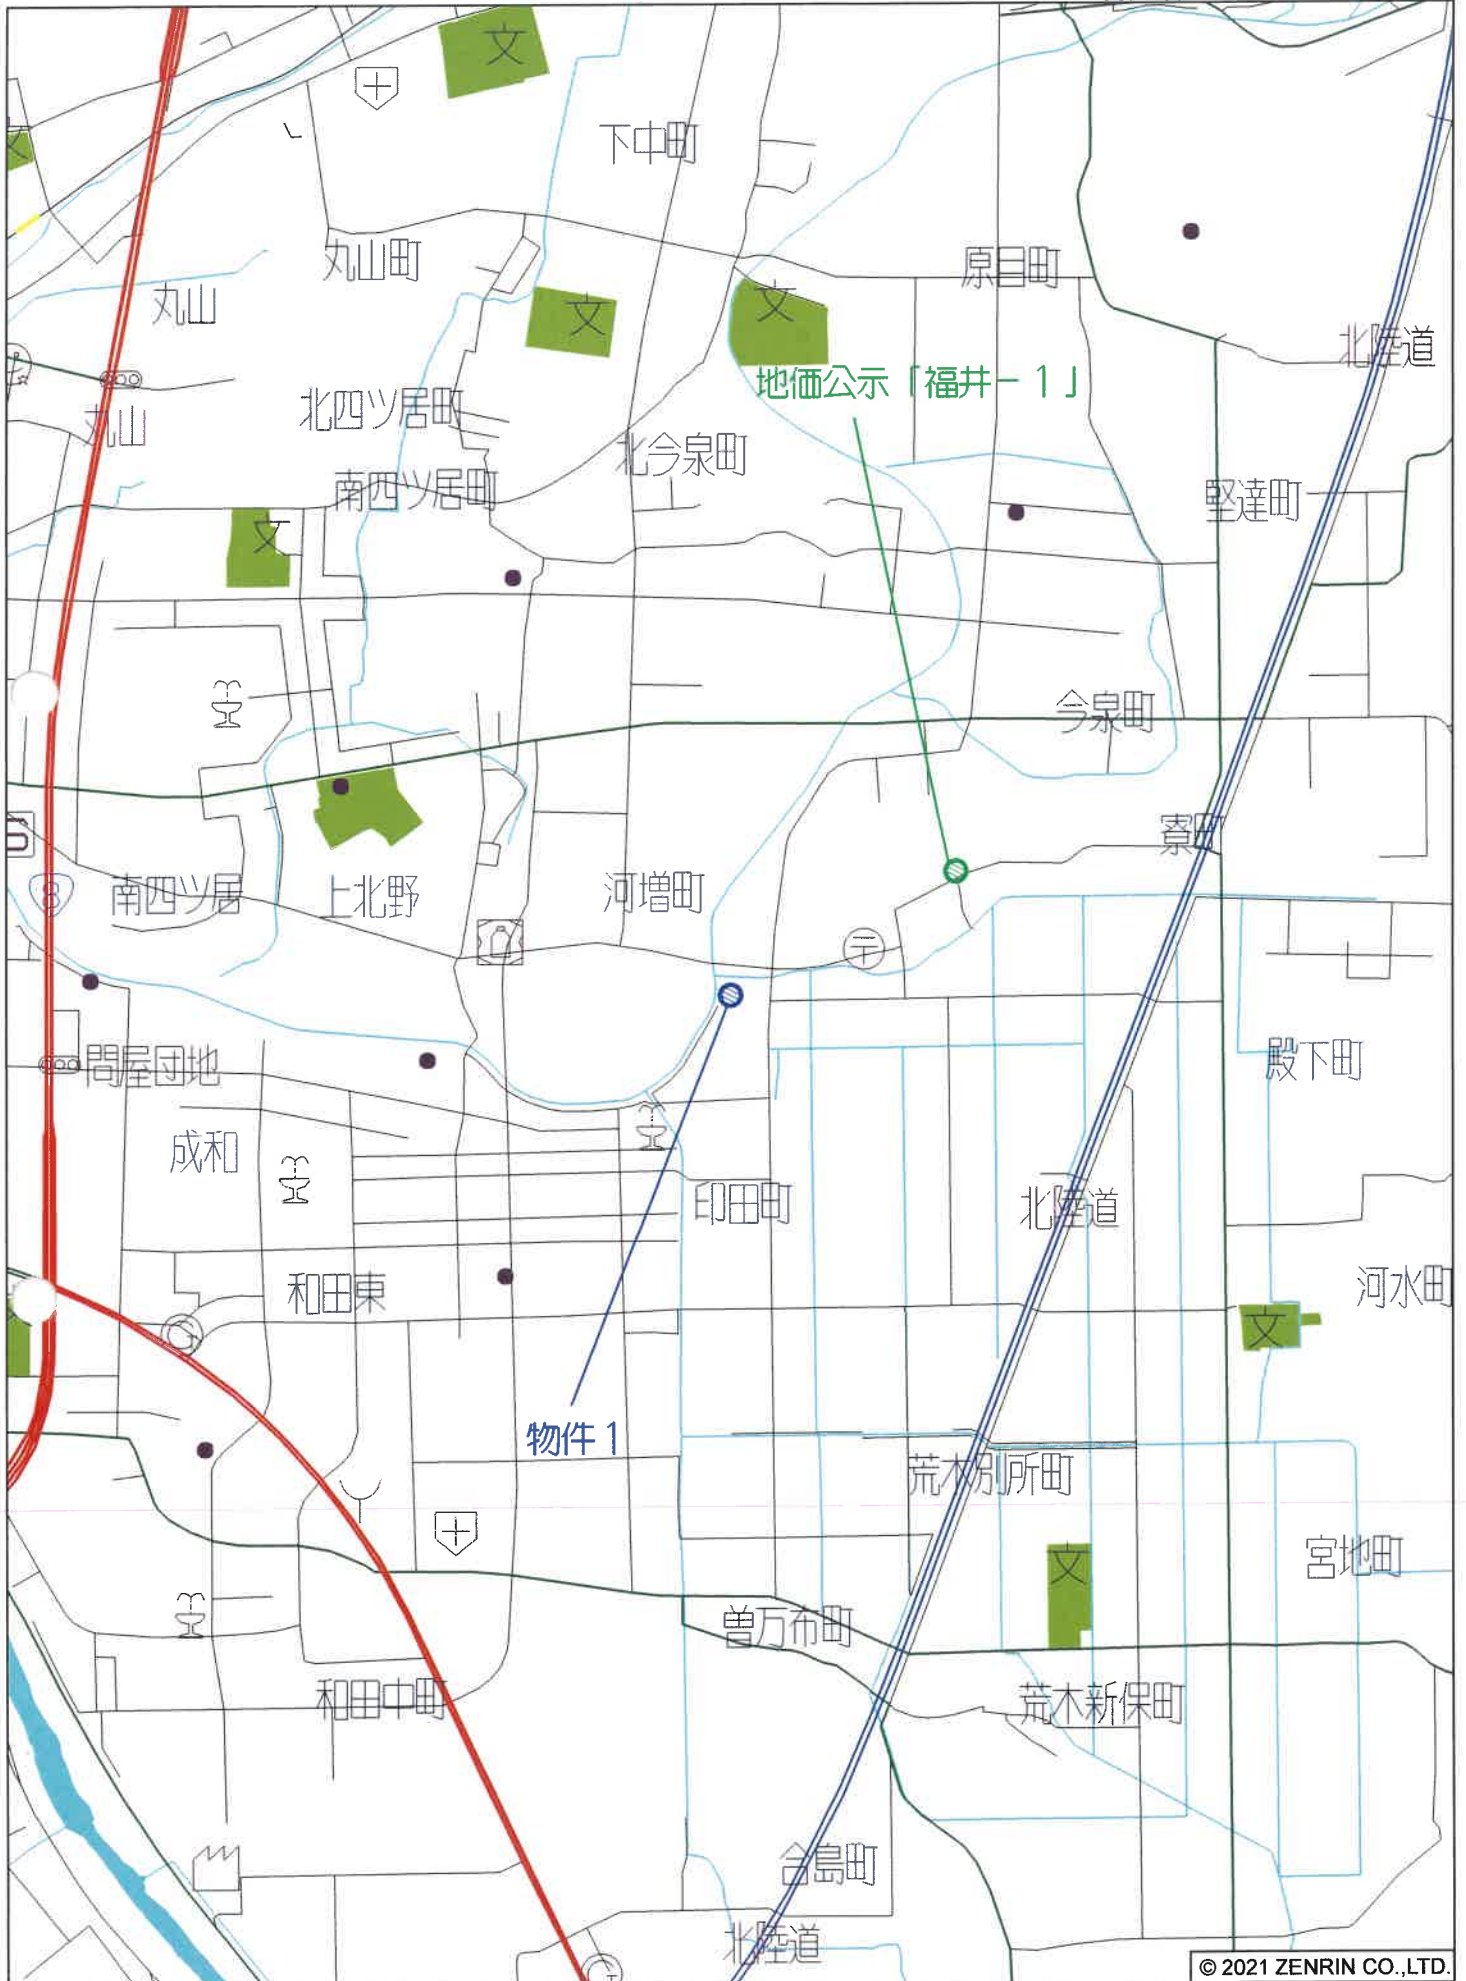 文
下中町
文
丸山町
原目町
丸山
文
文
北陸道
地価公示「福井－1」
北四ツ居町
丸山
北今泉町
南四ツ居町
堅達町
文
今泉町
寮町
8
南四ツ居
上北野
河増町
〒
殿下町
問屋団地
成和
印田町
北陸道
和田東
河水町
文
物件1
荒木別所町
文
宮地町
曽万布町
和田中町
荒木新保町
合島町
北陸道
© 2021 ZENRIN CO.,LTD.